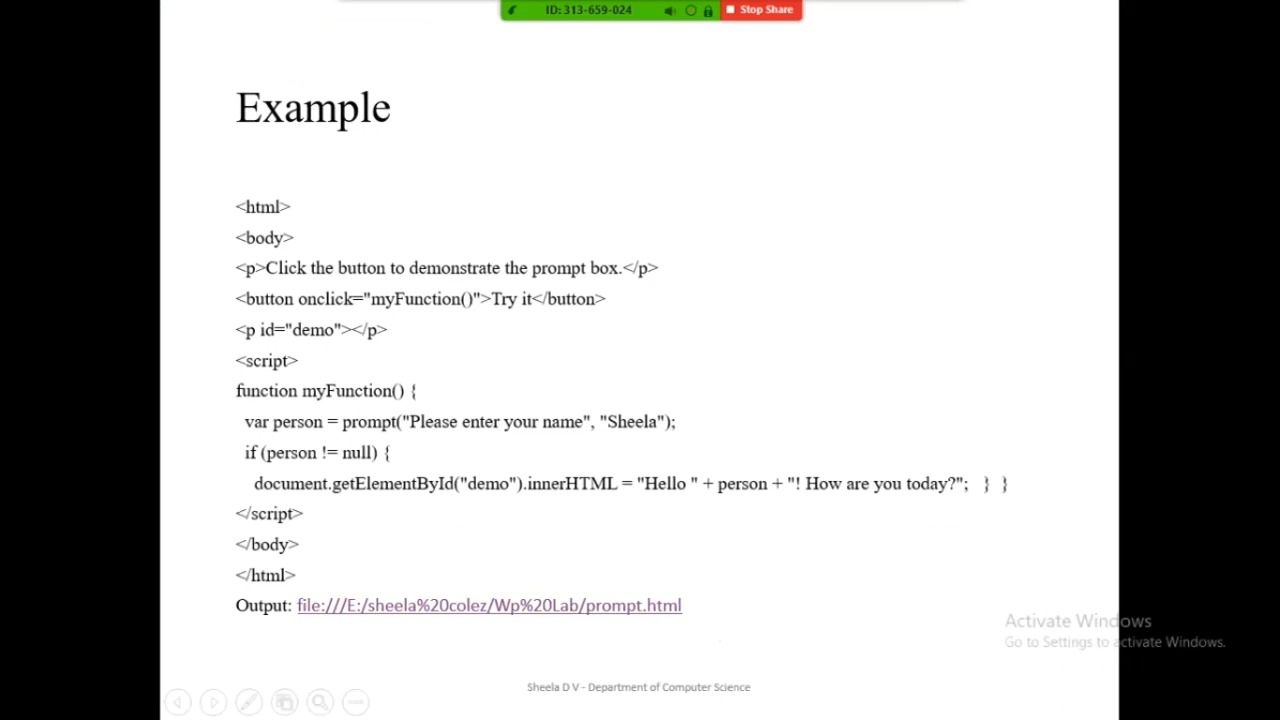 ID: 313-659-024
Stop Share
Example
<html>
<body>
<p>Click the button to demonstrate the prompt box.</p>
<button onclick="myFunction()">Try it</button>
<p id="demo"></p>
<script>
function myFunction() {
var person = prompt("Please enter your name", "Sheela");
if (person != null) {
document.getElementById("demo").innerHTML = "Hello " + person + "! How are you today?"; } }
</script>
</body>
</html>
Output: file:///E:/sheela%20colez/Wp%20Lab/prompt.html
Activate Windows
Go to Settings to activate Windows.
Sheela D V - Department of Computer Science